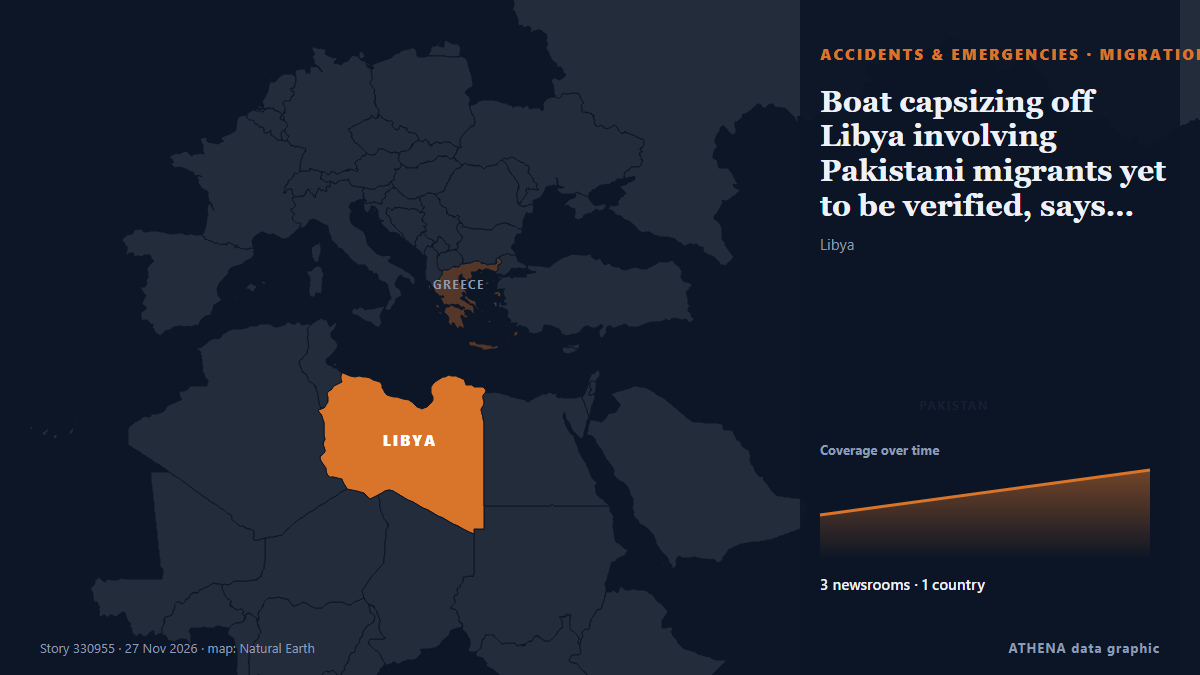 ACCIDENTS & EMERGENCIES · MIGRATIO
Boat capsizing off
Libya involving
Pakistani migrants yet
to be verified, says...
Libya
GREECE
LIBYA
PAKISTAN
Coverage over time
3 newsrooms · 1 country
Story 330955 · 27 Nov 2026 · map: Natural Earth
ATHENA data graphic